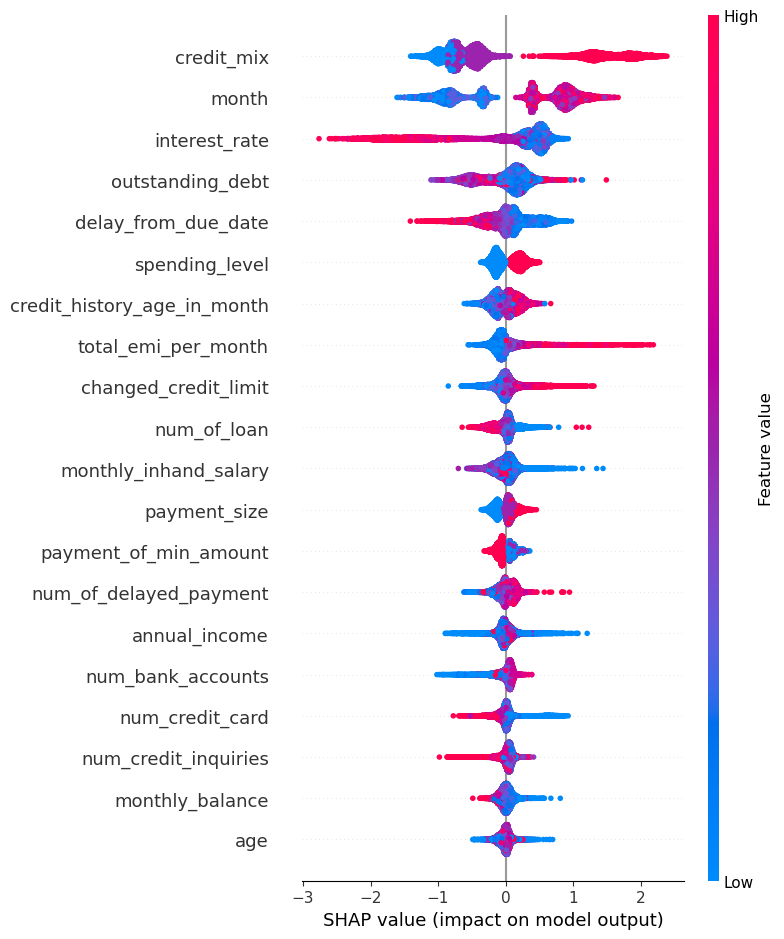 High
credit_mix
month
interest_rate
outstanding_debt
delay_from_due_date
spending_level
credit_history_age_in_month
total_emi_per_month
changed_credit_limit
num_of_loan
monthly_inhand_salary
payment_size
payment_of_min_amount
num_of_delayed_payment
annual_income
num_bank_accounts
num_credit_card
num_credit_inquiries
monthly_balance
age
Feature value
Low
−3 −2 −1 0 1 2
SHAP value (impact on model output)